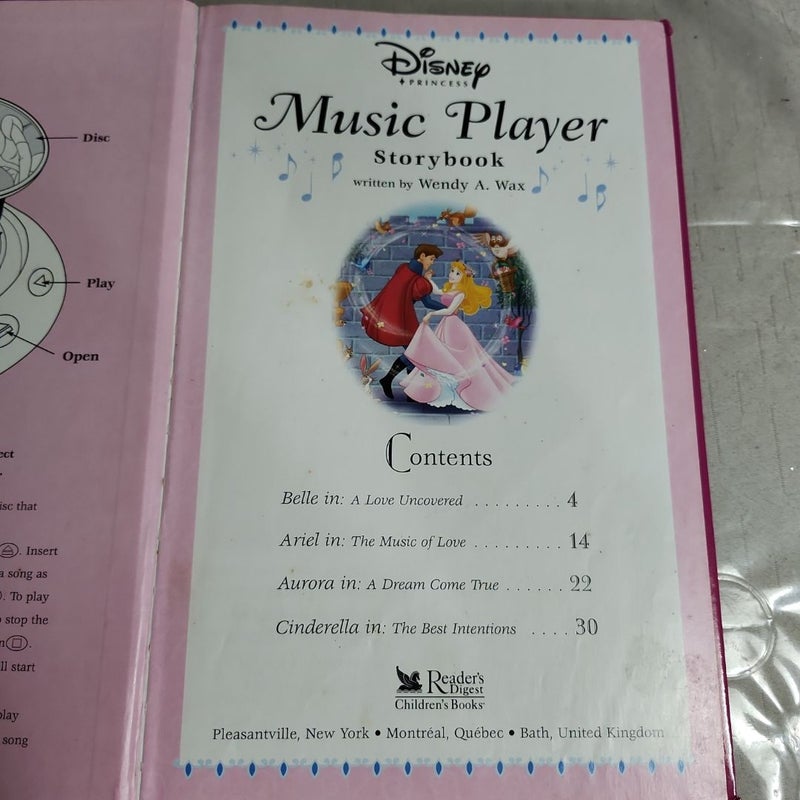 Disc
Play
Open
ect
isc that
. Insert
a song as
. To play
stop the
n
ll start
play
song
Disney
PRINCESS
Music Player
Storybook
written by Wendy A. Wax
Contents
Belle in: A Love Uncovered . . . . . . . . . 4
Ariel in: The Music of Love . . . . . . . . . 14
Aurora in: A Dream Come True . . . . . . 22
Cinderella in: The Best Intentions . . . . 30
Reader's
Digest
Children's Books
Pleasantville, New York • Montréal, Québec • Bath, United Kingdom